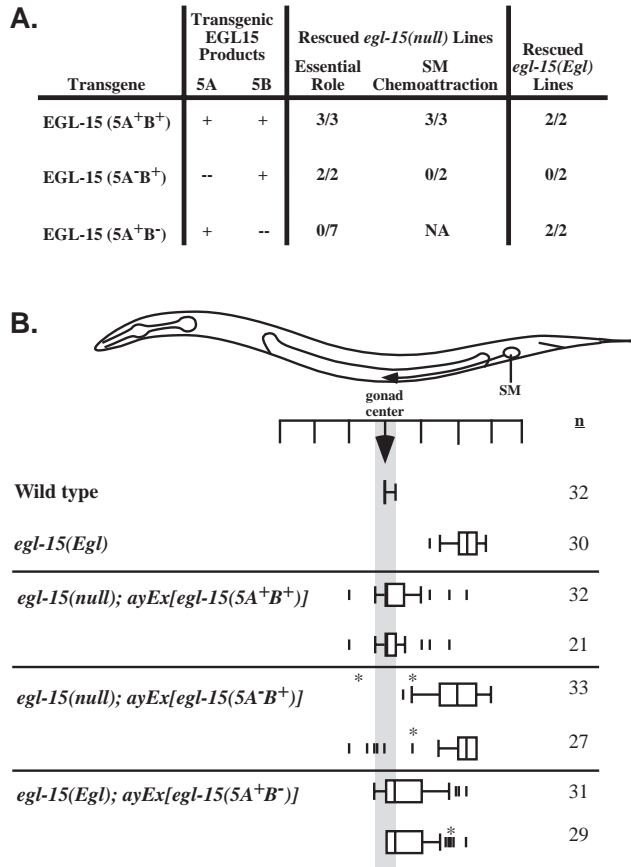 A.
Transgenic
EGL15
Products
Rescued egl-15(null) Lines
Rescued
egl-15(Egl)
Lines
Transgene 5A 5B Essential
Role SM
Chemoattraction
EGL-15 (5A+B+) + + 3/3 3/3 2/2
EGL-15 (5A-B+) -- + 2/2 0/2 0/2
EGL-15 (5A+B-) + -- 0/7 NA 2/2
B.
SM
gonad
center
n
Wild type 32
egl-15(Egl) 30
egl-15(null); ayEx[egl-15(5A+B+)] 32
21
egl-15(null); ayEx[egl-15(5A-B+)] * * 33
* 27
egl-15(Egl); ayEx[egl-15(5A+B-)] 31
* 29